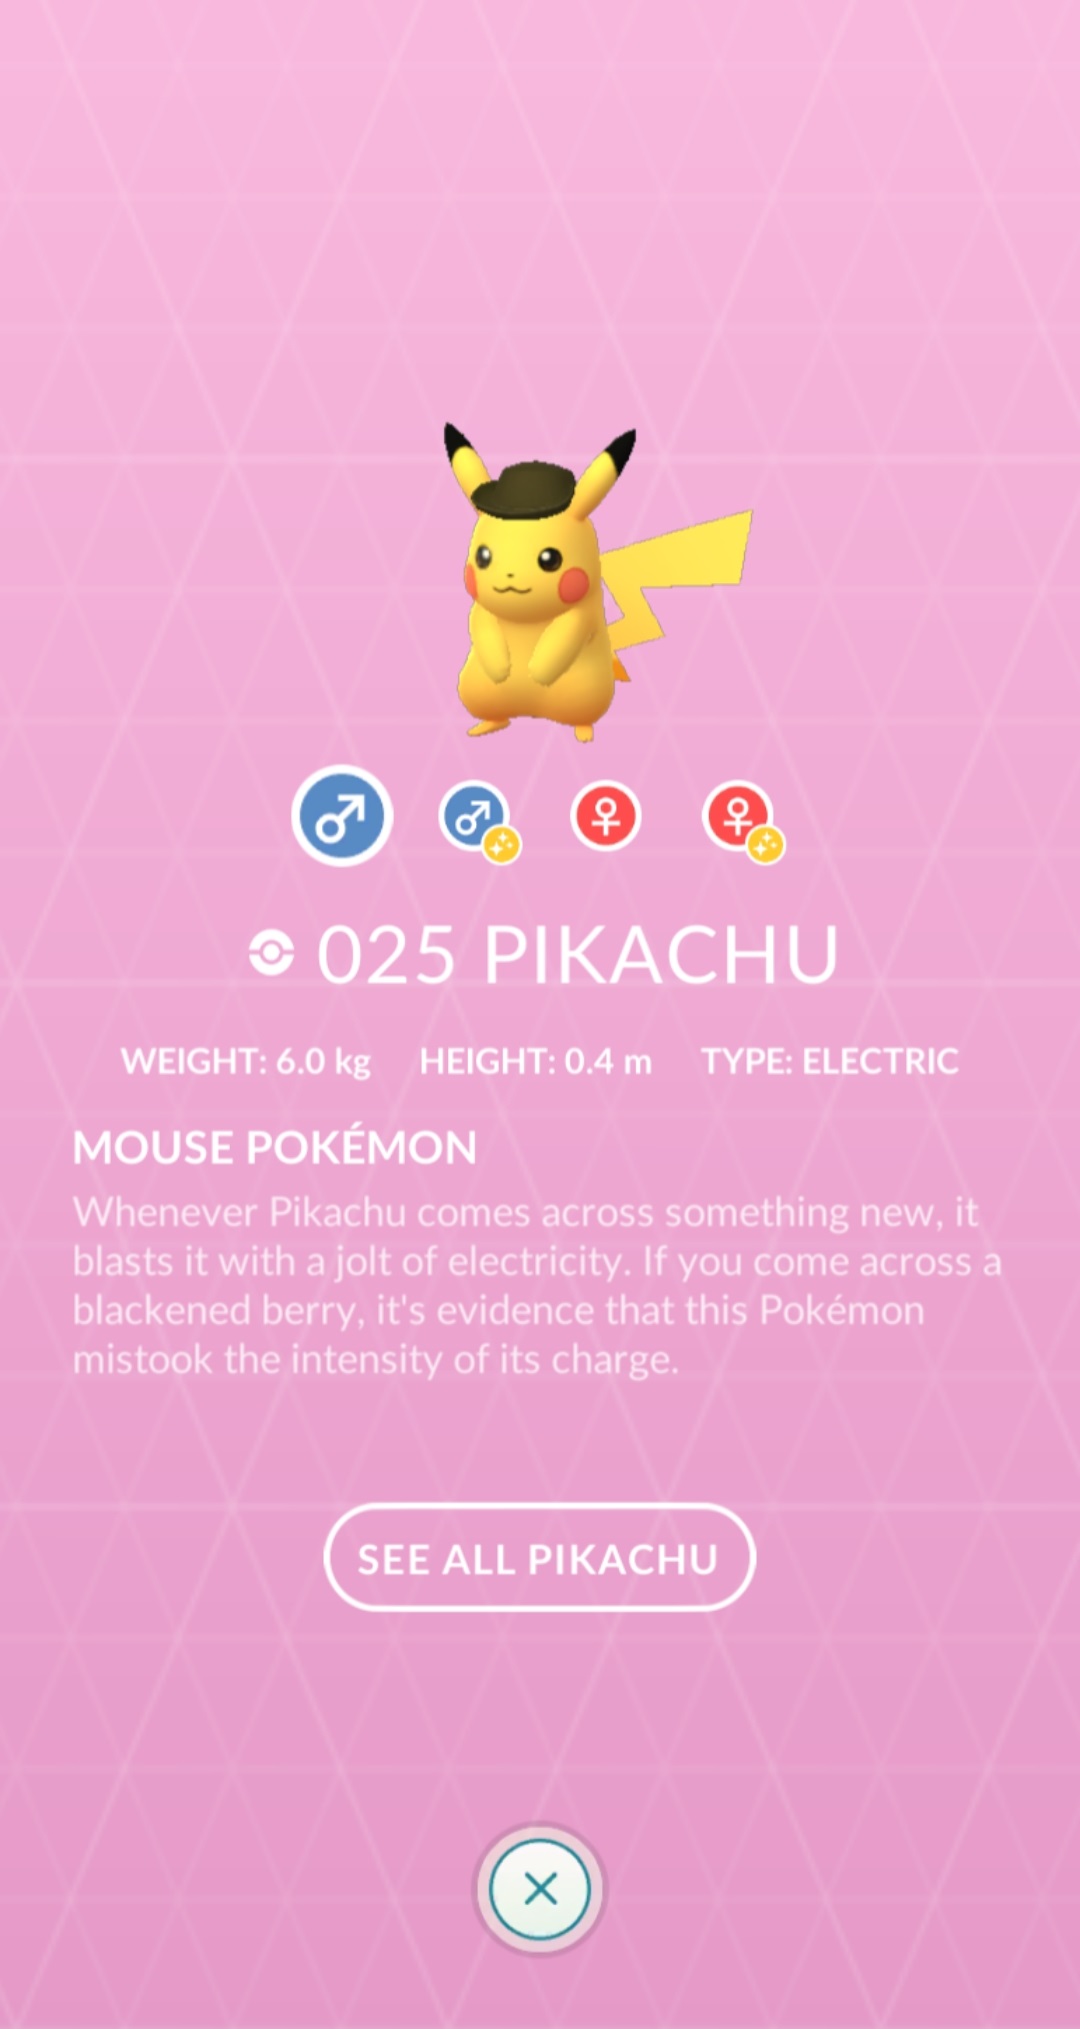 025 PIKACHU
WEIGHT: 6.0 kg HEIGHT: 0.4 m TYPE: ELECTRIC
MOUSE POKÉMON
Whenever Pikachu comes across something new, it
blasts it with a jolt of electricity. If you come across a
blackened berry, it's evidence that this Pokémon
mistook the intensity of its charge.
SEE ALL PIKACHU